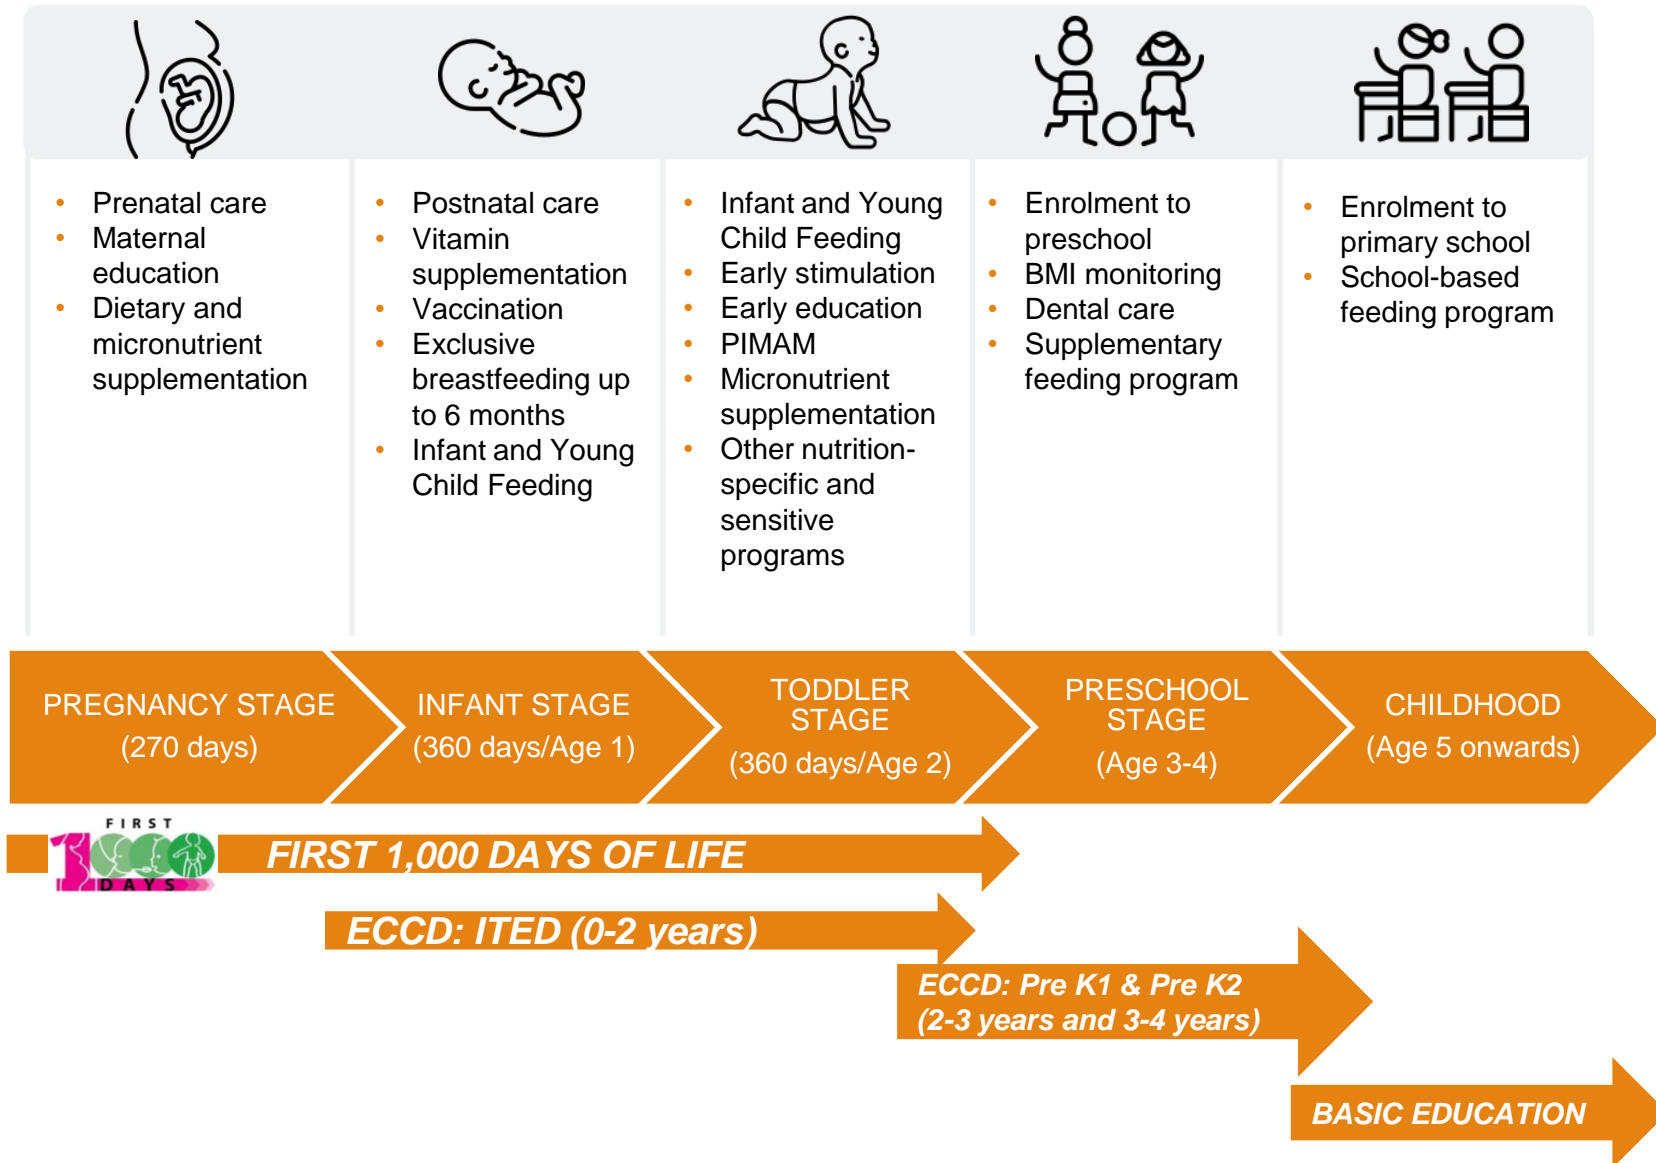 • Prenatal care
• Maternal
education
• Dietary and
micronutrient
supplementation
• Postnatal care
• Vitamin
supplementation
• Vaccination
• Exclusive
breastfeeding up
to 6 months
• Infant and Young
Child Feeding
• Infant and Young
Child Feeding
• Early stimulation
• Early education
• PIMAM
• Micronutrient
supplementation
• Other nutrition-
specific and
sensitive
programs
• Enrolment to
preschool
• BMI monitoring
• Dental care
• Supplementary
feeding program
• Enrolment to
primary school
• School-based
feeding program
PREGNANCY STAGE
(270 days)
INFANT STAGE
(360 days/Age 1)
TODDLER
STAGE
(360 days/Age 2)
PRESCHOOL
STAGE
(Age 3-4)
CHILDHOOD
(Age 5 onwards)
FIRST
1000
DAYS
FIRST 1,000 DAYS OF LIFE
ECCD: ITED (0-2 years)
ECCD: Pre K1 & Pre K2
(2-3 years and 3-4 years)
BASIC EDUCATION